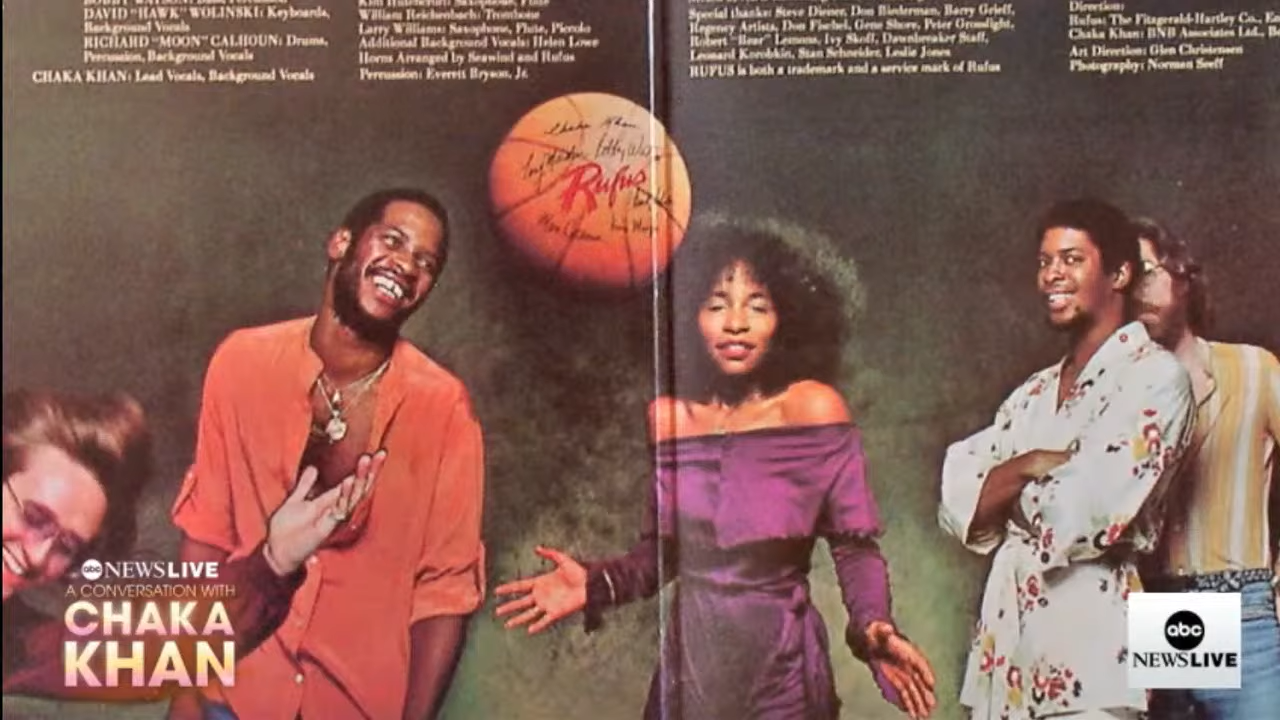 DAVID "HAWK" WOLINSKI: Keyboards,
Background Vocals
RICHARD "MOON" CALHOUN: Drums,
Percussion, Background Vocals
CHAKA KHAN: Lead Vocals, Background Vocals
William Reichenbach: Trombone
Larry Williams: Saxophone, Flute, Piccolo
Additional Background Vocals: Helen Lowe
Horns Arranged by Seawind and Rufus
Percussion: Everett Bryson, Jr.
Special thanks: Steve Diener, Don Biederman, Barry Grieff,
Regency Artists, Don Fischel, Gene Shore, Peter Grosslight,
Robert "Bear" Lemons, Ivy Skoff, Dawnbreaker Staff,
Leonard Korobkin, Stan Schneider, Leslie Jones
RUFUS is both a trademark and a service mark of Rufus
Direction:
Rufus: The Fitzgerald-Hartley Co.,
Chaka Khan: BNB Associates Ltd.,
Art Direction: Glen Christensen
Photography: Norman Seeff
Chaka Khan
Rufus
abc NEWS LIVE
A CONVERSATION WITH
CHAKA
KHAN
abc
NEWS LIVE